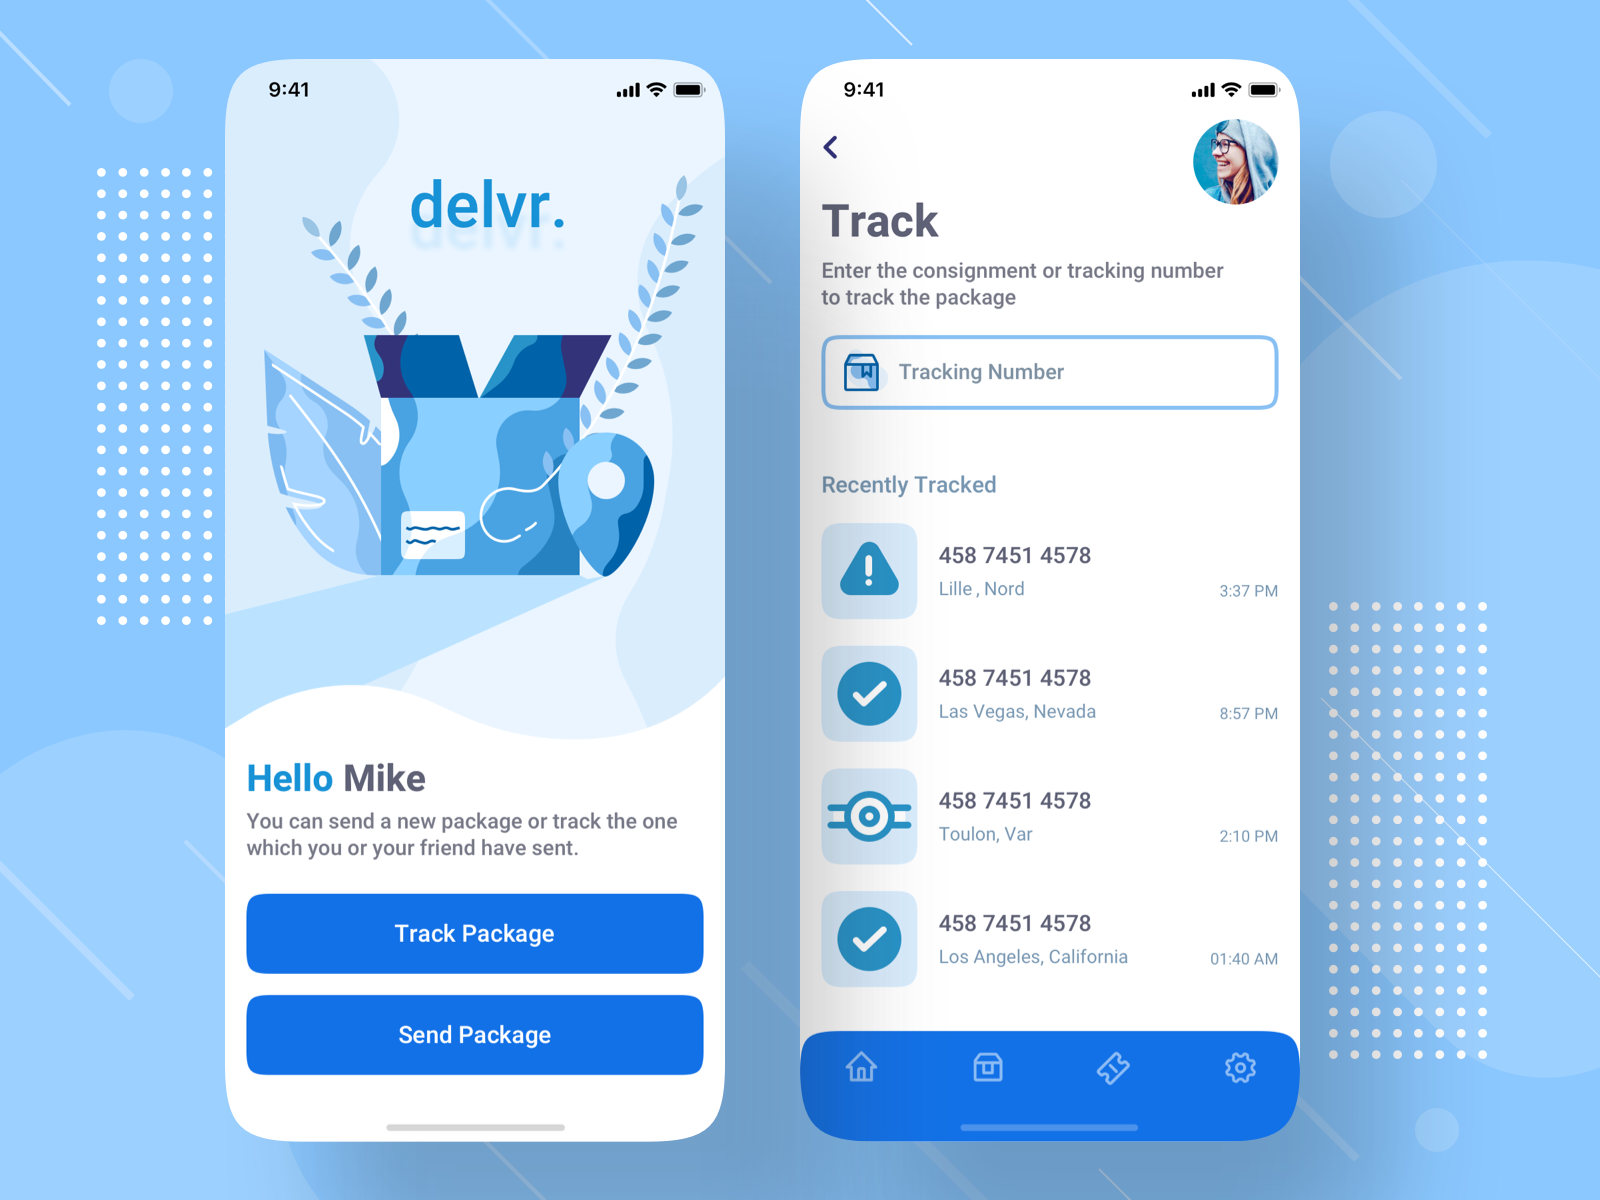 9:41
delvr.
Hello Mike
You can send a new package or track the one
which you or your friend have sent.
Track Package
Send Package
9:41
Track
Enter the consignment or tracking number
to track the package
Tracking Number
Recently Tracked
458 7451 4578
Lille , Nord
3:37 PM
458 7451 4578
Las Vegas, Nevada
8:57 PM
458 7451 4578
Toulon, Var
2:10 PM
458 7451 4578
Los Angeles, California
01:40 AM